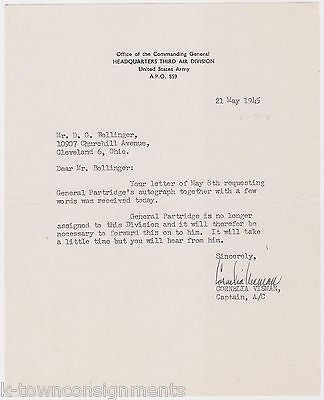 Office of the Commanding General
HEADQUARTERS THIRD AIR DIVISION
United States Army
A.P.O. 559
21 May 1945
Mr. D. G. Bellinger,
10907 Churchill Avenue,
Cleveland 6, Ohio.
Dear Mr. Bellinger:
Your letter of May 8th requesting
General Partridge's autograph together with a few
words was received today.
General Partridge is no longer
assigned to this Division and it will therefor be
necessary to forward this on to him. It will take
a little time but you will hear from him.
Sincerely,
Cornelia Visman
CORNELIA VISMAN,
Captain, A/C
k-townconsignments